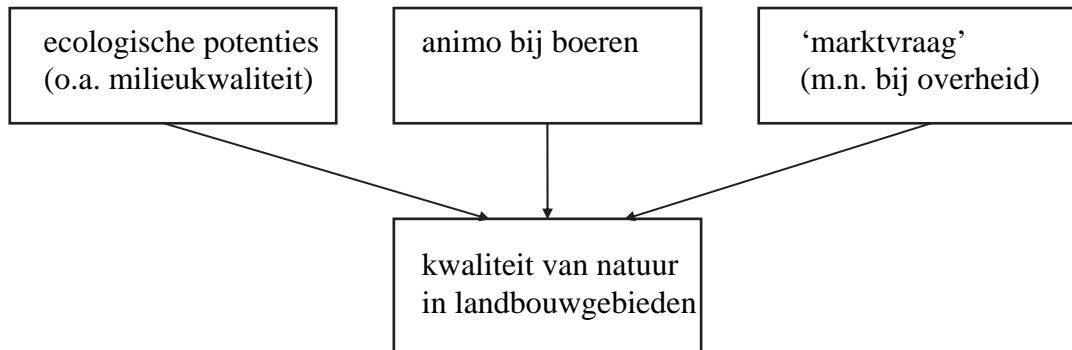 ecologische potenties
(o.a. milieukwaliteit)
animo bij boeren
‘marktvraag’
(m.n. bij overheid)
kwaliteit van natuur
in landbouwgebieden